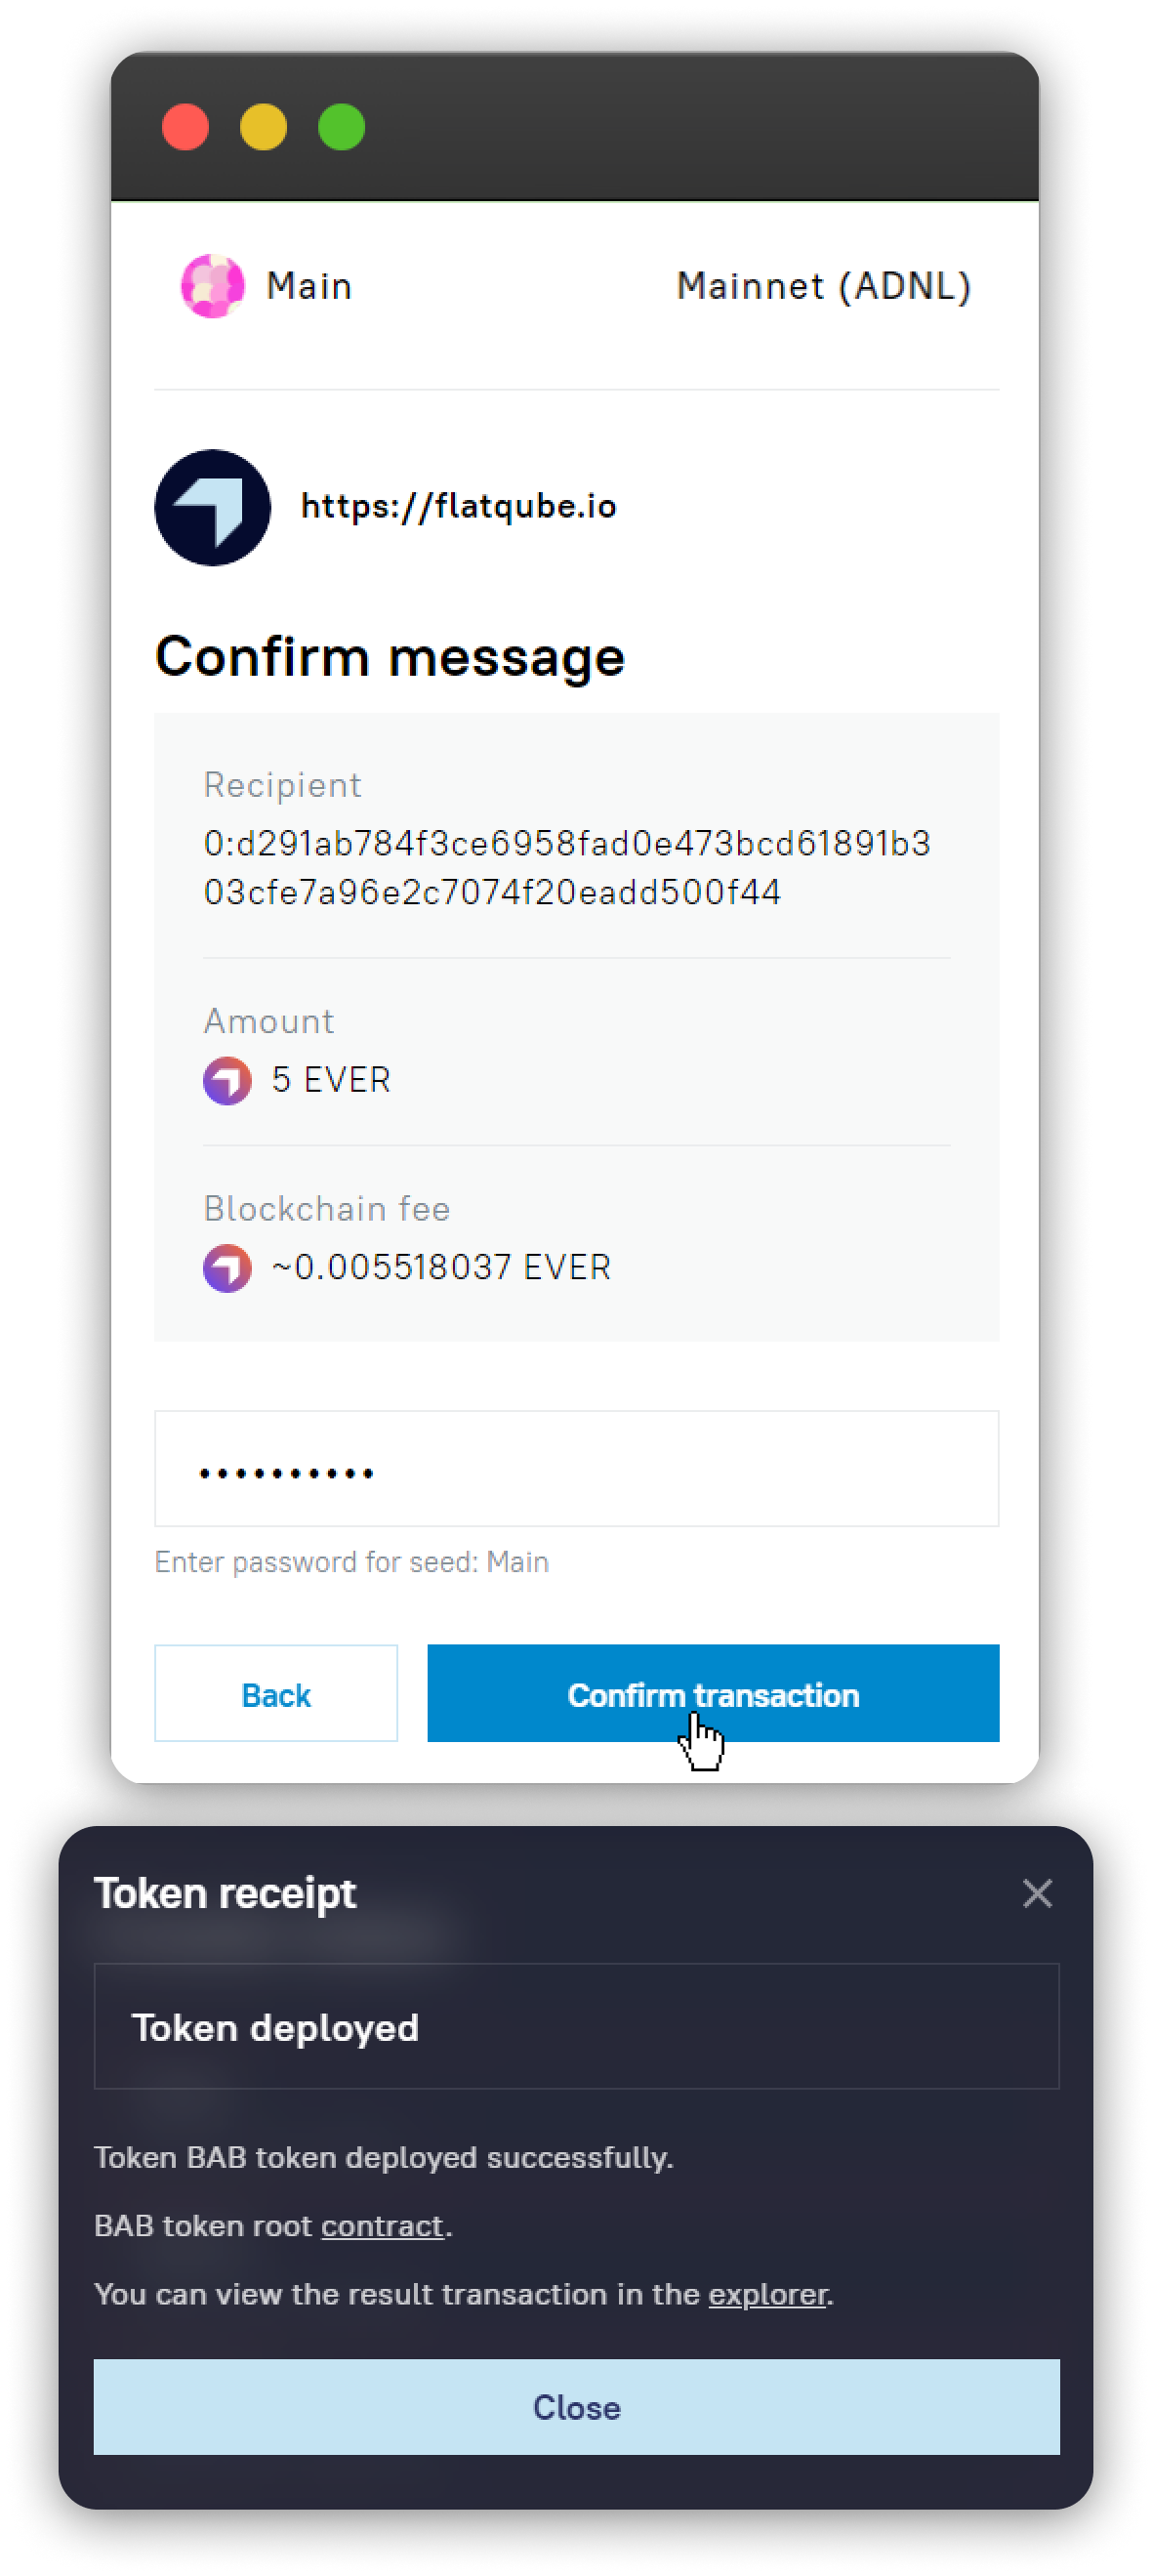 Main
Mainnet (ADNL)
https://flatqube.io
Confirm message
Recipient
0:d291ab784f3ce6958fad0e473bcd61891b3
03cfe7a96e2c7074f20eadd500f44
Amount
5 EVER
Blockchain fee
~0.005518037 EVER
••••••••••
Enter password for seed: Main
Back
Confirm transaction
Token receipt
Token deployed
Token BAB token deployed successfully.
BAB token root contract.
You can view the result transaction in the explorer.
Close